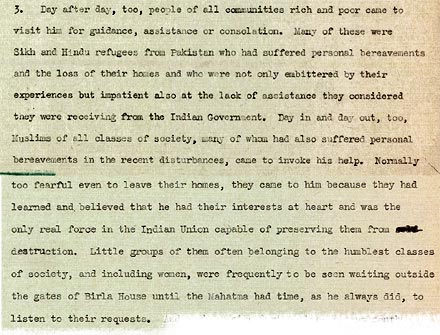 3. Day after day, too, people of all communities rich and poor came to
visit him for guidance, assistance or consolation. Many of these were
Sikh and Hindu refugees from Pakistan who had suffered personal bereavements
and the loss of their homes and who were not only embittered by their
experiences but impatient also at the lack of assistance they considered
they were receiving from the Indian Government. Day in and day out, too,
Muslims of all classes of society, many of whom had also suffered personal
bereavements in the recent disturbances, came to invoke his help. Normally
too fearful even to leave their homes, they came to him because they had
learned and believed that he had their interests at heart and was the
only real force in the Indian Union capable of preserving them from
destruction. Little groups of them often belonging to the humblest classes
of society, and including women, were frequently to be seen waiting outside
the gates of Birla House until the Mahatma had time, as he always did, to
listen to their requests.